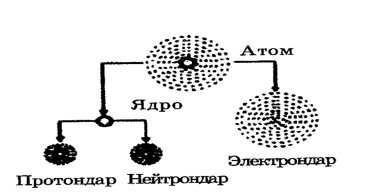 Атом
Ядро
Электрондар
Протондар Нейтрондар